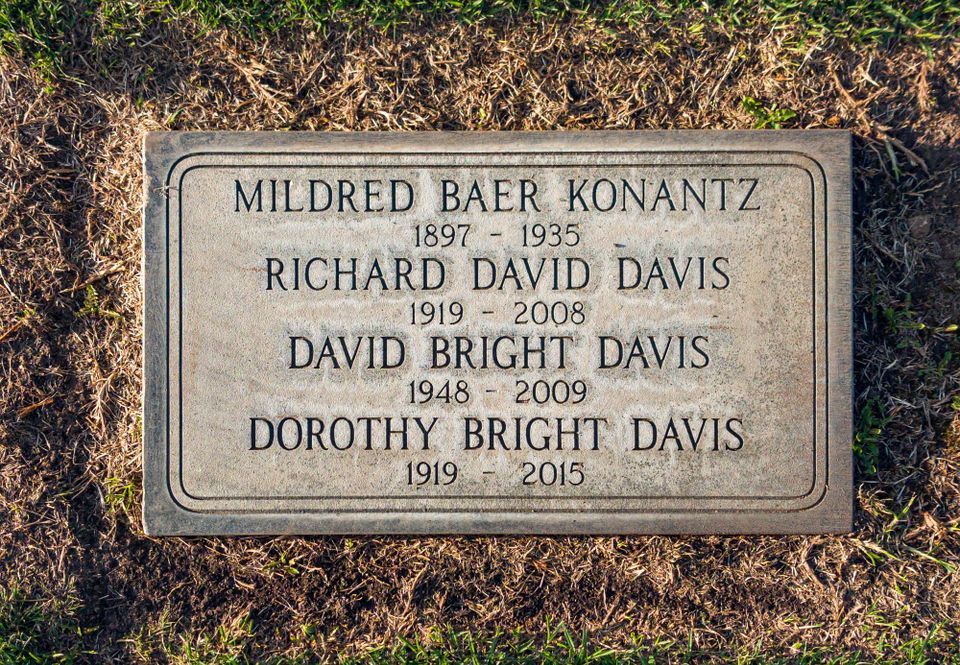 MILDRED BAER KONANTZ
1897 - 1935
RICHARD DAVID DAVIS
1919 - 2008
DAVID BRIGHT DAVIS
1948 - 2009
DOROTHY BRIGHT DAVIS
1919 - 2015